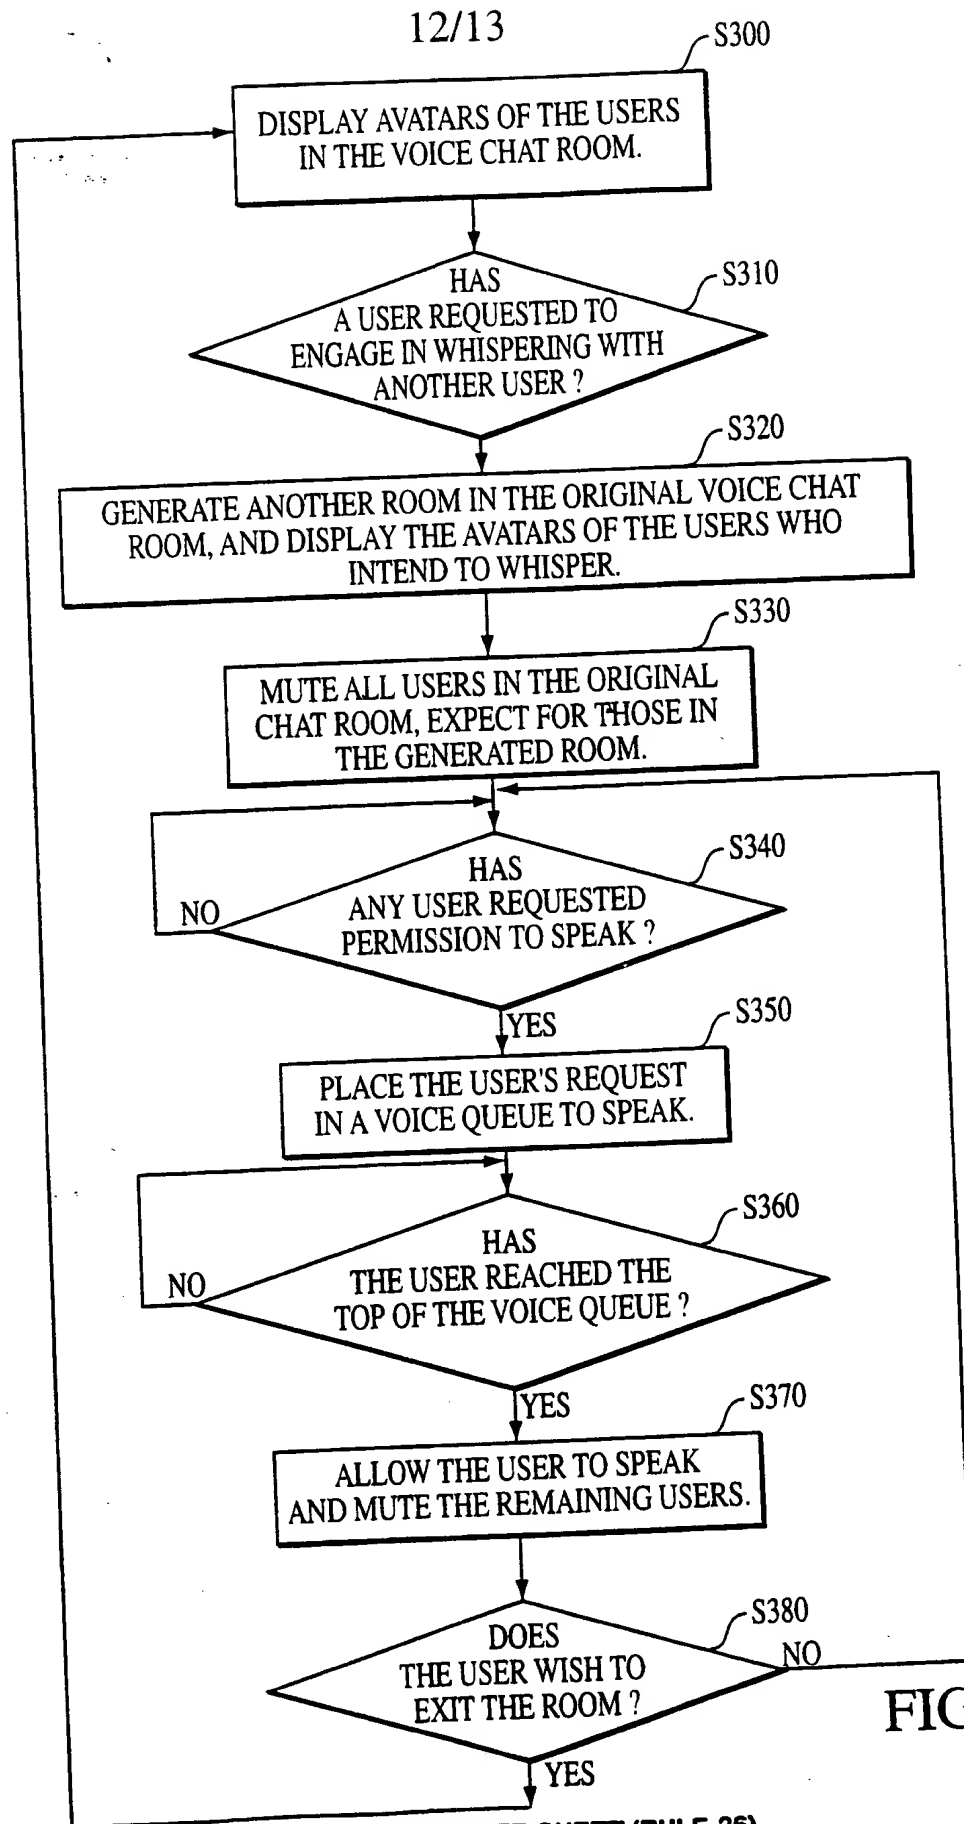 12/13
S300
DISPLAY AVATARS OF THE USERS
IN THE VOICE CHAT ROOM.
S310
HAS
A USER REQUESTED TO
ENGAGE IN WHISPERING WITH
ANOTHER USER ?
S320
GENERATE ANOTHER ROOM IN THE ORIGINAL VOICE CHAT
ROOM, AND DISPLAY THE AVATARS OF THE USERS WHO
INTEND TO WHISPER.
S330
MUTE ALL USERS IN THE ORIGINAL
CHAT ROOM, EXPECT FOR THOSE IN
THE GENERATED ROOM.
S340
HAS
ANY USER REQUESTED
PERMISSION TO SPEAK ?
NO
YES
S350
PLACE THE USER'S REQUEST
IN A VOICE QUEUE TO SPEAK.
S360
HAS
THE USER REACHED THE
TOP OF THE VOICE QUEUE ?
NO
YES
S370
ALLOW THE USER TO SPEAK
AND MUTE THE REMAINING USERS.
S380
DOES
THE USER WISH TO
EXIT THE ROOM ?
NO
FIG
YES